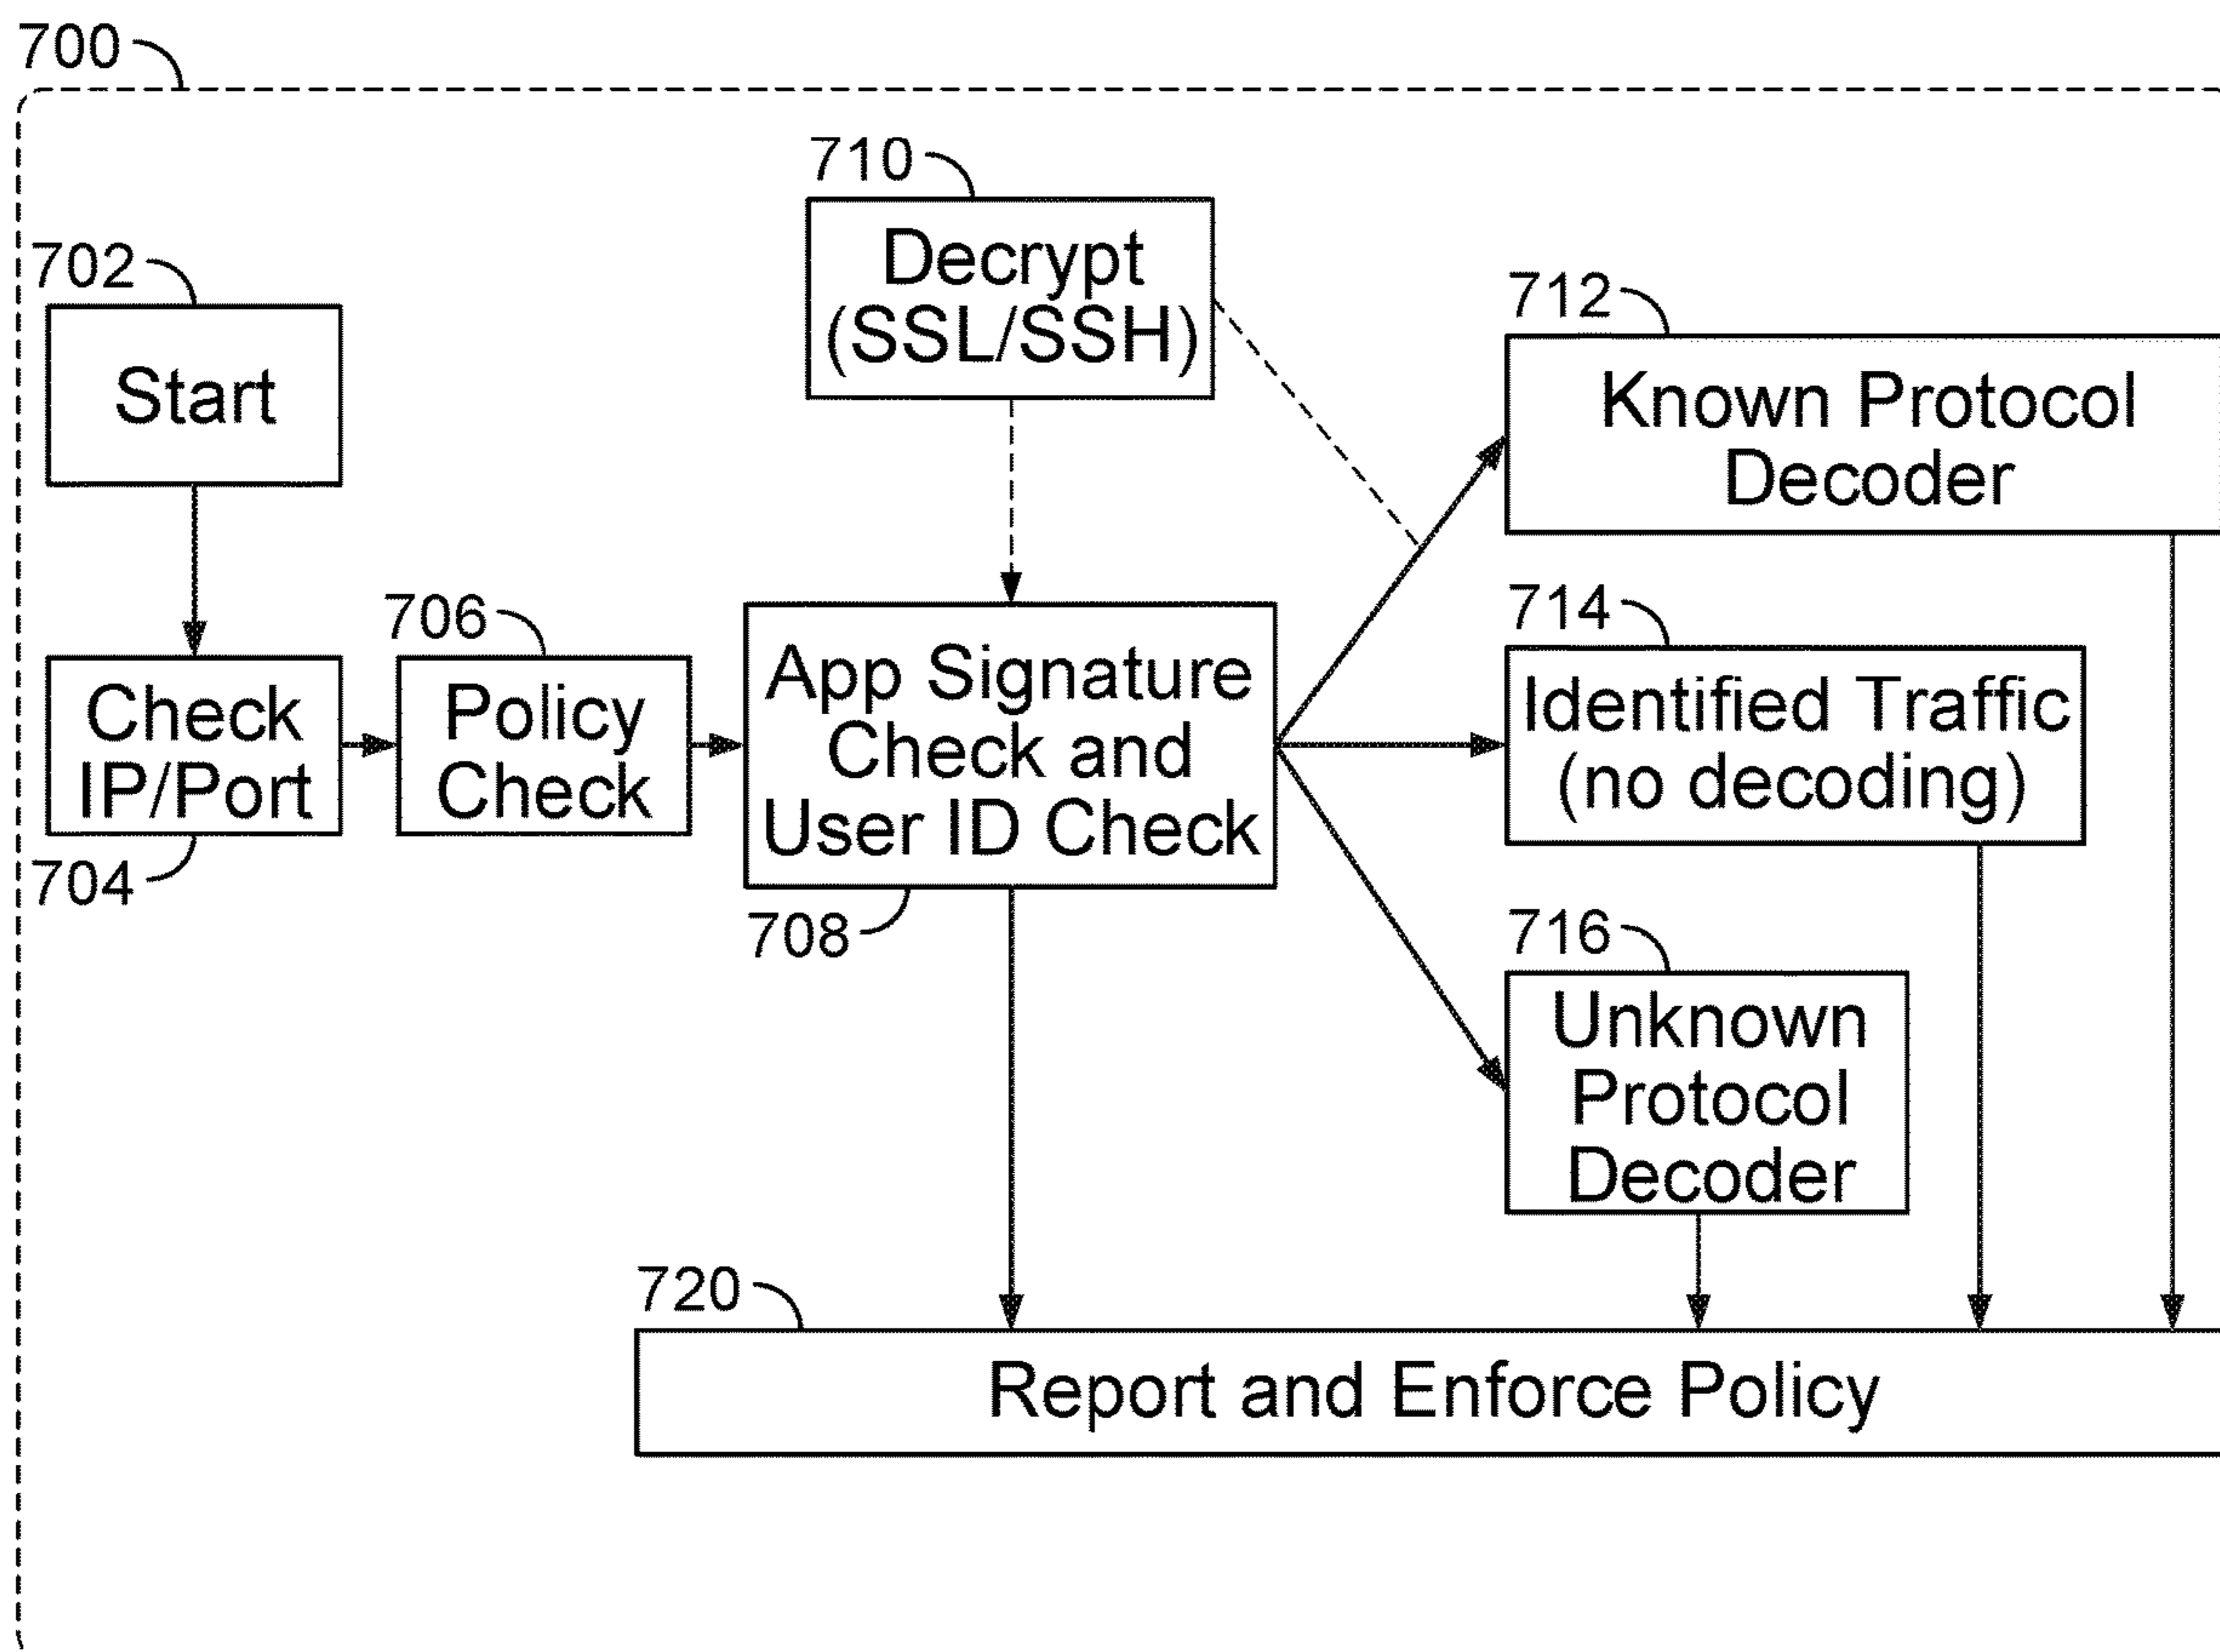 700
710
Decrypt
(SSL/SSH)
702
Start
712
Known Protocol
Decoder
704
Check
IP/Port
706
Policy
Check
App Signature
Check and
User ID Check
708
714
Identified Traffic
(no decoding)
716
Unknown
Protocol
Decoder
720
Report and Enforce Policy